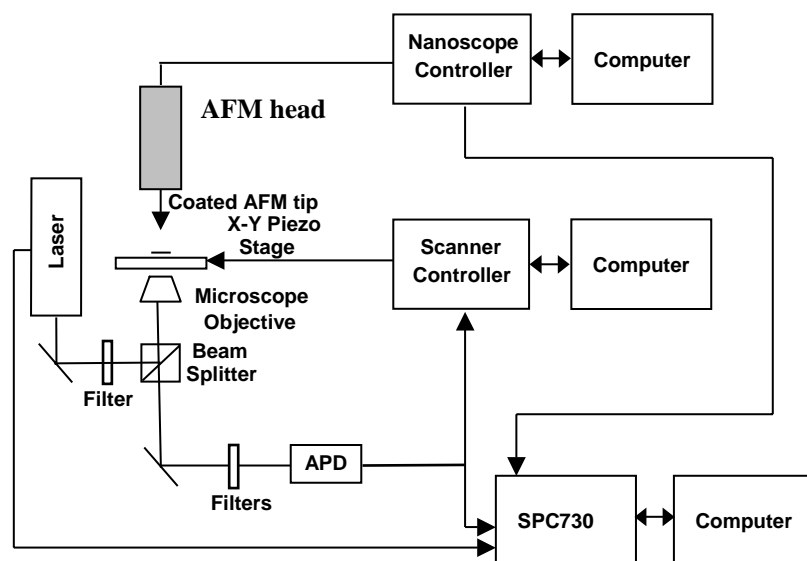 Nanoscope
Controller
Computer
AFM head
Coated AFM tip
X-Y Piezo
Stage
Laser
Scanner
Controller
Computer
Microscope
Objective
Beam
Splitter
Filter
APD
Filters
SPC730
Computer